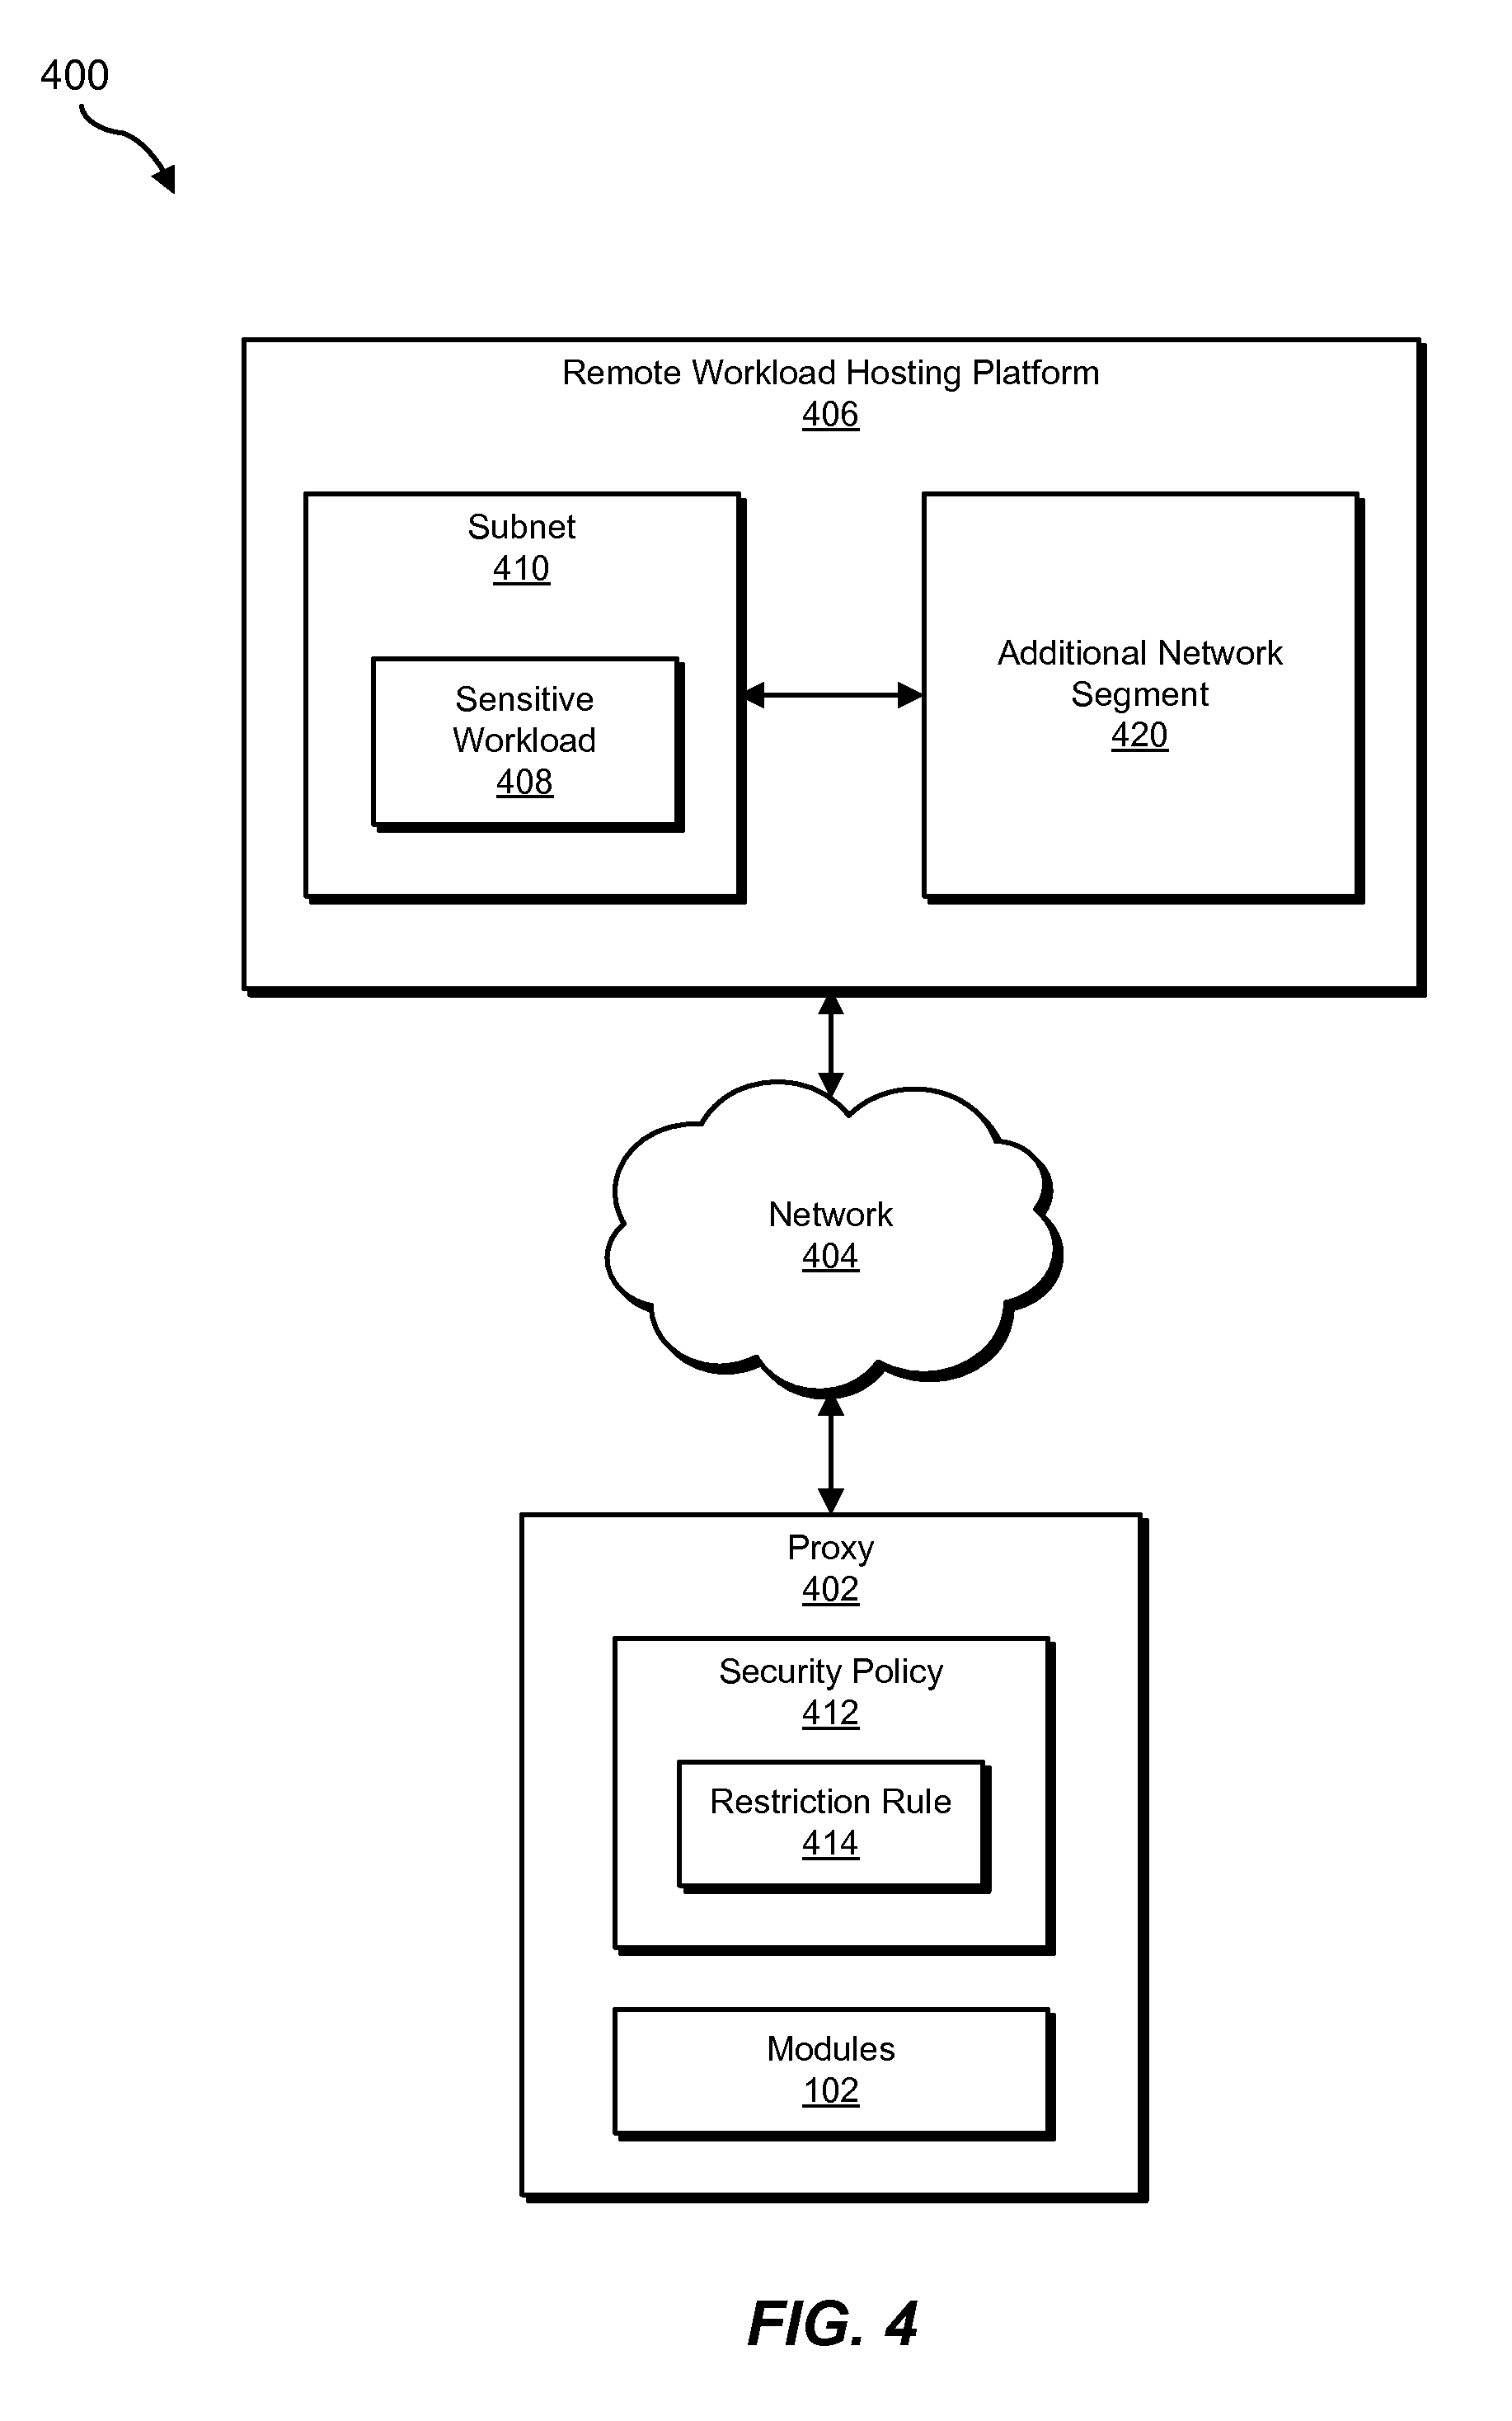 400
Remote Workload Hosting Platform
406
Subnet
410
Sensitive
Workload
408
Additional Network
Segment
420
Network
404
Proxy
402
Security Policy
412
Restriction Rule
414
Modules
102
FIG. 4